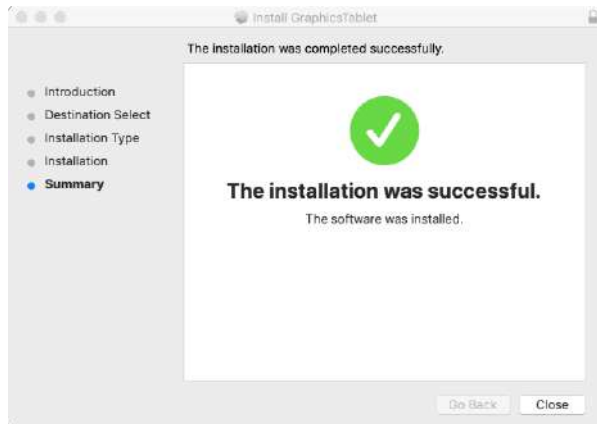 Install GraphicsTablet
The installation was completed successfully.
Introduction
Destination Select
Installation Type
Installation
Summary
The installation was successful.
The software was installed.
Go Back
Close